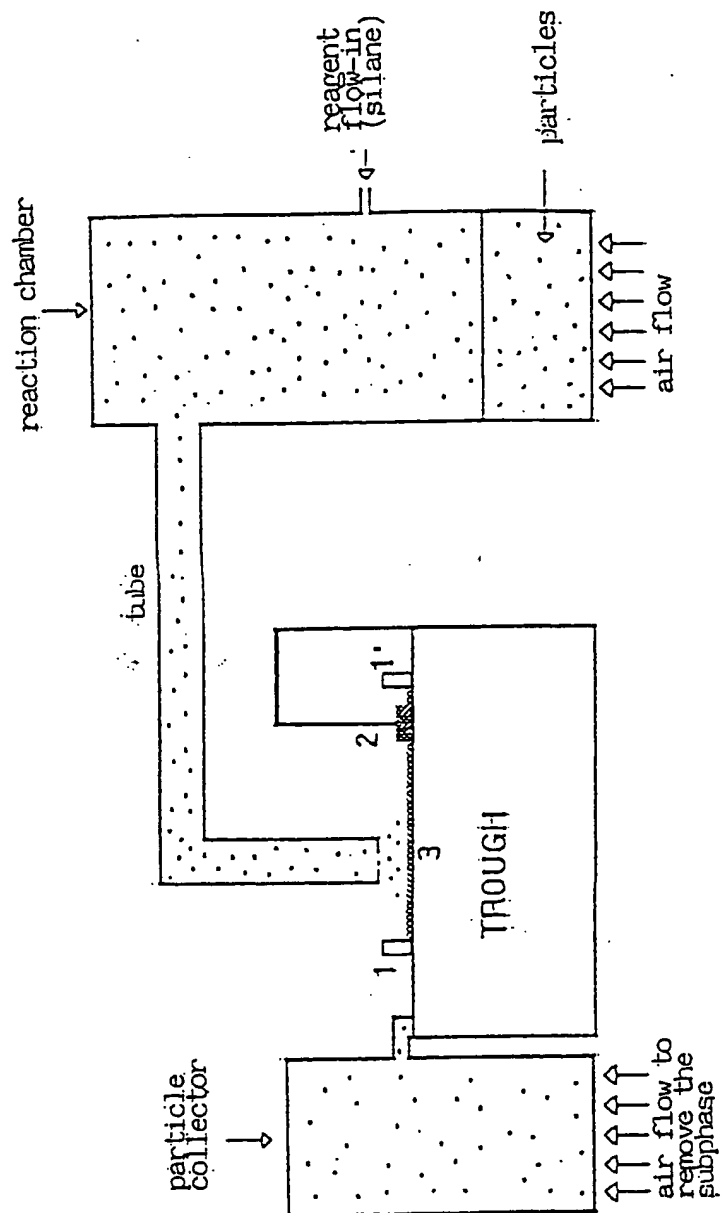 reaction chamber
tube
particle
collector
reagent
flow-in
(silane)
2
1
1'
3
TROUGH
particles
air flow to
remove the
subphase
air flow